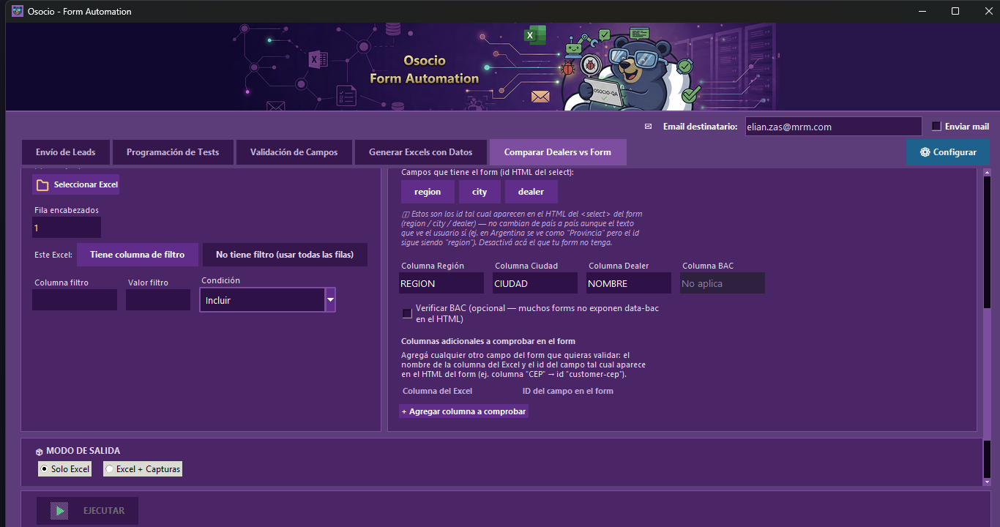 Osocio - Form Automation
Osocio
Form Automation
OSOCIO-QA
Email destinatario:
elian.zas@mrm.com
Enviar mail
Envío de Leads
Programación de Tests
Validación de Campos
Generar Excels con Datos
Comparar Dealers vs Form
Configurar
Seleccionar Excel
Fila encabezados
1
Este Excel:
Tiene columna de filtro
No tiene filtro (usar todas las filas)
Columna filtro
Valor filtro
Condición
Incluir
Campos que tiene el form (id HTML del select):
region
city
dealer
Estos son los id tal cual aparecen en el HTML del <select> del form
(region / city / dealer) — no cambian de país a país aunque el texto
que ve el usuario sí (ej. en Argentina se ve como "Provincia" pero el id
sigue siendo "region"). Desactivá acá el que tu form no tenga.
Columna Región
Columna Ciudad
Columna Dealer
Columna BAC
REGION
CIUDAD
NOMBRE
No aplica
Verificar BAC (opcional — muchos forms no exponen data-bac
en el HTML)
Columnas adicionales a comprobar en el form
Agregá cualquier otro campo del form que quieras validar: el
nombre de la columna del Excel y el id del campo tal cual aparece
en el HTML del form (ej. columna "CEP" → id "customer-cep").
Columna del Excel
ID del campo en el form
+ Agregar columna a comprobar
MODO DE SALIDA
Solo Excel
Excel + Capturas
EJECUTAR